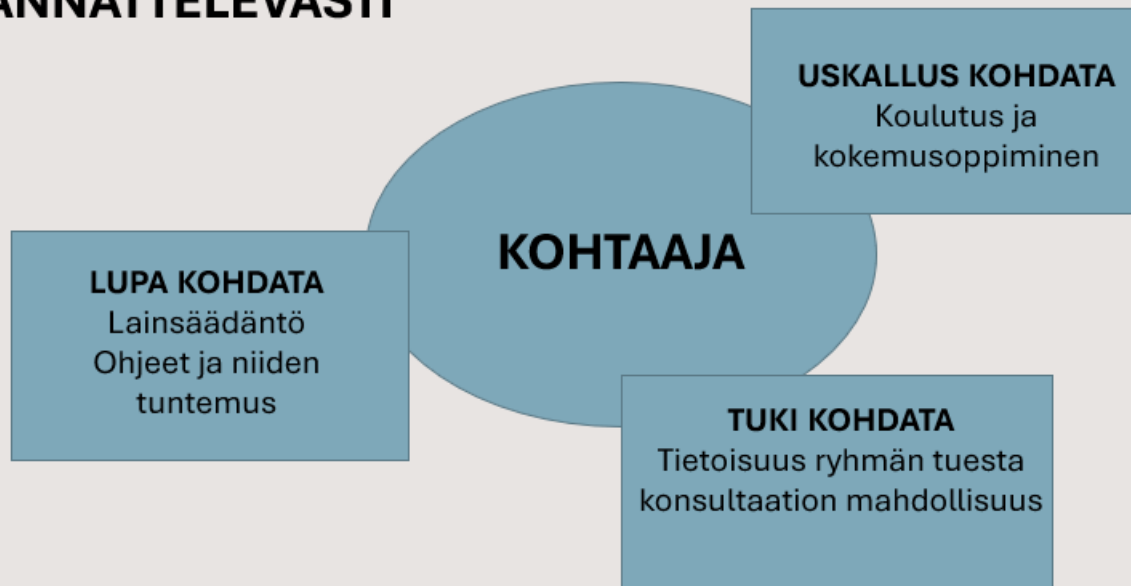 USKALLUS KOHDATA
Koulutus ja
kokemusoppiminen
KOHTAAJA
LUPA KOHDATA
Lainsäädäntö
Ohjeet ja niiden
tuntemus
TUKI KOHDATA
Tietoisuus ryhmän tuesta
konsultaation mahdollisuus